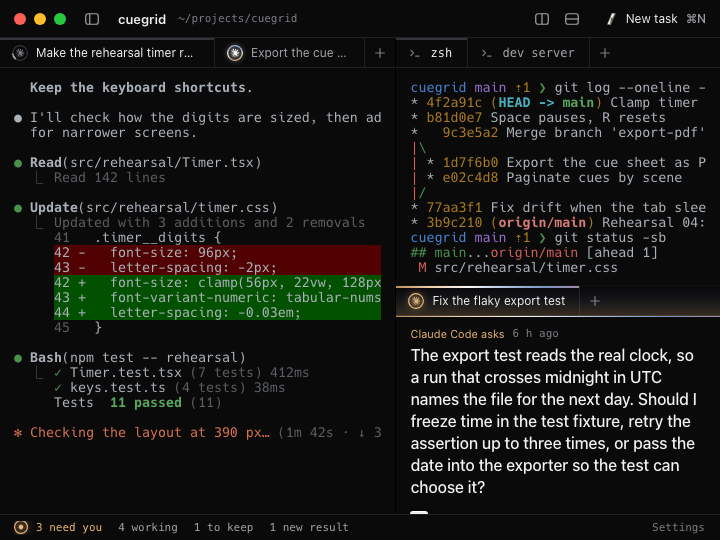 cuegrid ~/projects/cuegrid
New task ⌘N
Make the rehearsal timer r...
Export the cue ...
Keep the keyboard shortcuts.
● I'll check how the digits are sized, then ad
for narrower screens.
● Read(src/rehearsal/Timer.tsx)
⎿ Read 142 lines
● Update(src/rehearsal/timer.css)
⎿ Updated with 3 additions and 2 removals
41 .timer__digits {
42 - font-size: 96px;
43 - letter-spacing: -2px;
42 + font-size: clamp(56px, 22vw, 128px
43 + font-variant-numeric: tabular-nums
44 + letter-spacing: -0.03em;
45 }
● Bash(npm test -- rehearsal)
⎿ ✓ Timer.test.tsx (7 tests) 412ms
✓ keys.test.ts (4 tests) 38ms
Tests 11 passed (11)
✻ Checking the layout at 390 px… (1m 42s · ↓ 3
zsh
dev server
cuegrid main ⇡1 ❯ git log --oneline -
* 4f2a91c (HEAD -> main) Clamp timer
* b81d0e7 Space pauses, R resets
* 9c3e5a2 Merge branch 'export-pdf'
|\
| * 1d7f6b0 Export the cue sheet as P
| * e02c4d8 Paginate cues by scene
|/
* 77aa3f1 Fix drift when the tab slee
* 3b9c210 (origin/main) Rehearsal 04:
cuegrid main ⇡1 ❯ git status -sb
## main...origin/main [ahead 1]
M src/rehearsal/timer.css
Fix the flaky export test
Claude Code asks 6 h ago
The export test reads the real clock, so
a run that crosses midnight in UTC
names the file for the next day. Should I
freeze time in the test fixture, retry the
assertion up to three times, or pass the
date into the exporter so the test can
choose it?
3 need you 4 working 1 to keep 1 new result
Settings